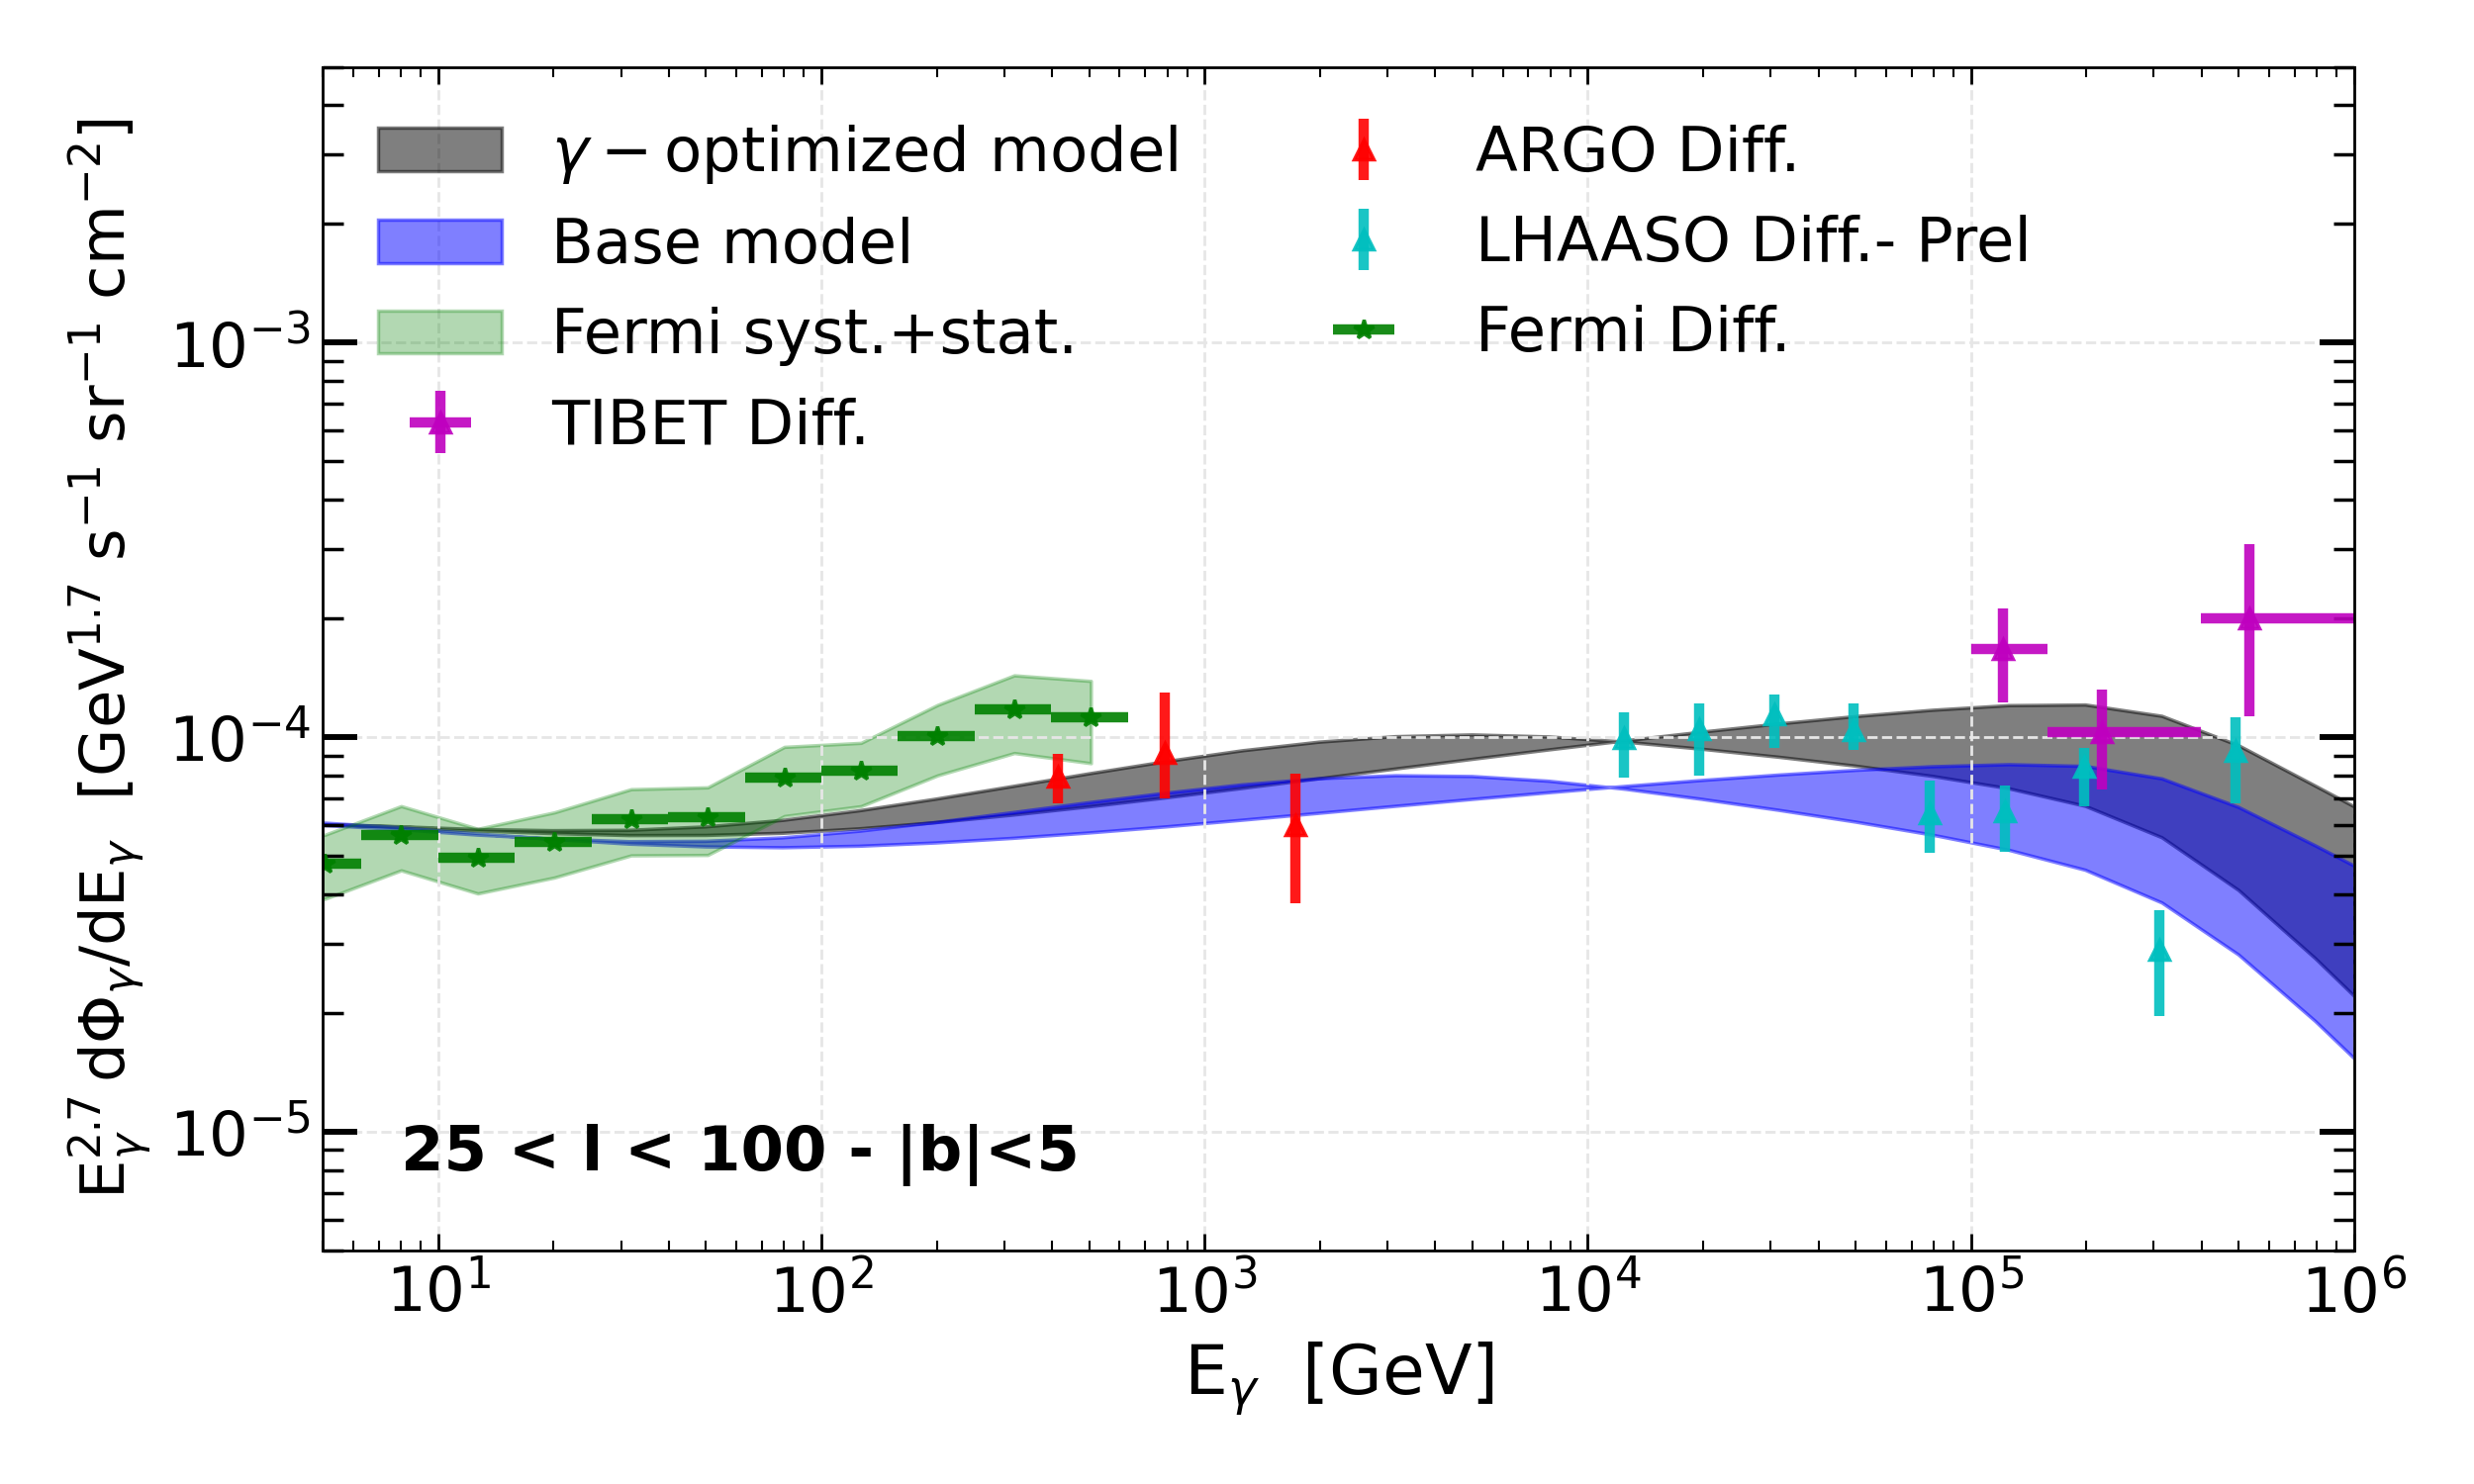 γ − optimized model
Base model
Fermi syst.+stat.
TIBET Diff.
ARGO Diff.
LHAASO Diff.- Prel
Fermi Diff.
E_γ^2.7 dΦ_γ/dE_γ [GeV^1.7 s^−1 sr^−1 cm^−2]
10^−3
10^−4
10^−5
25 < l < 100 - |b|<5
10^1 10^2 10^3 10^4 10^5 10^6
E_γ [GeV]